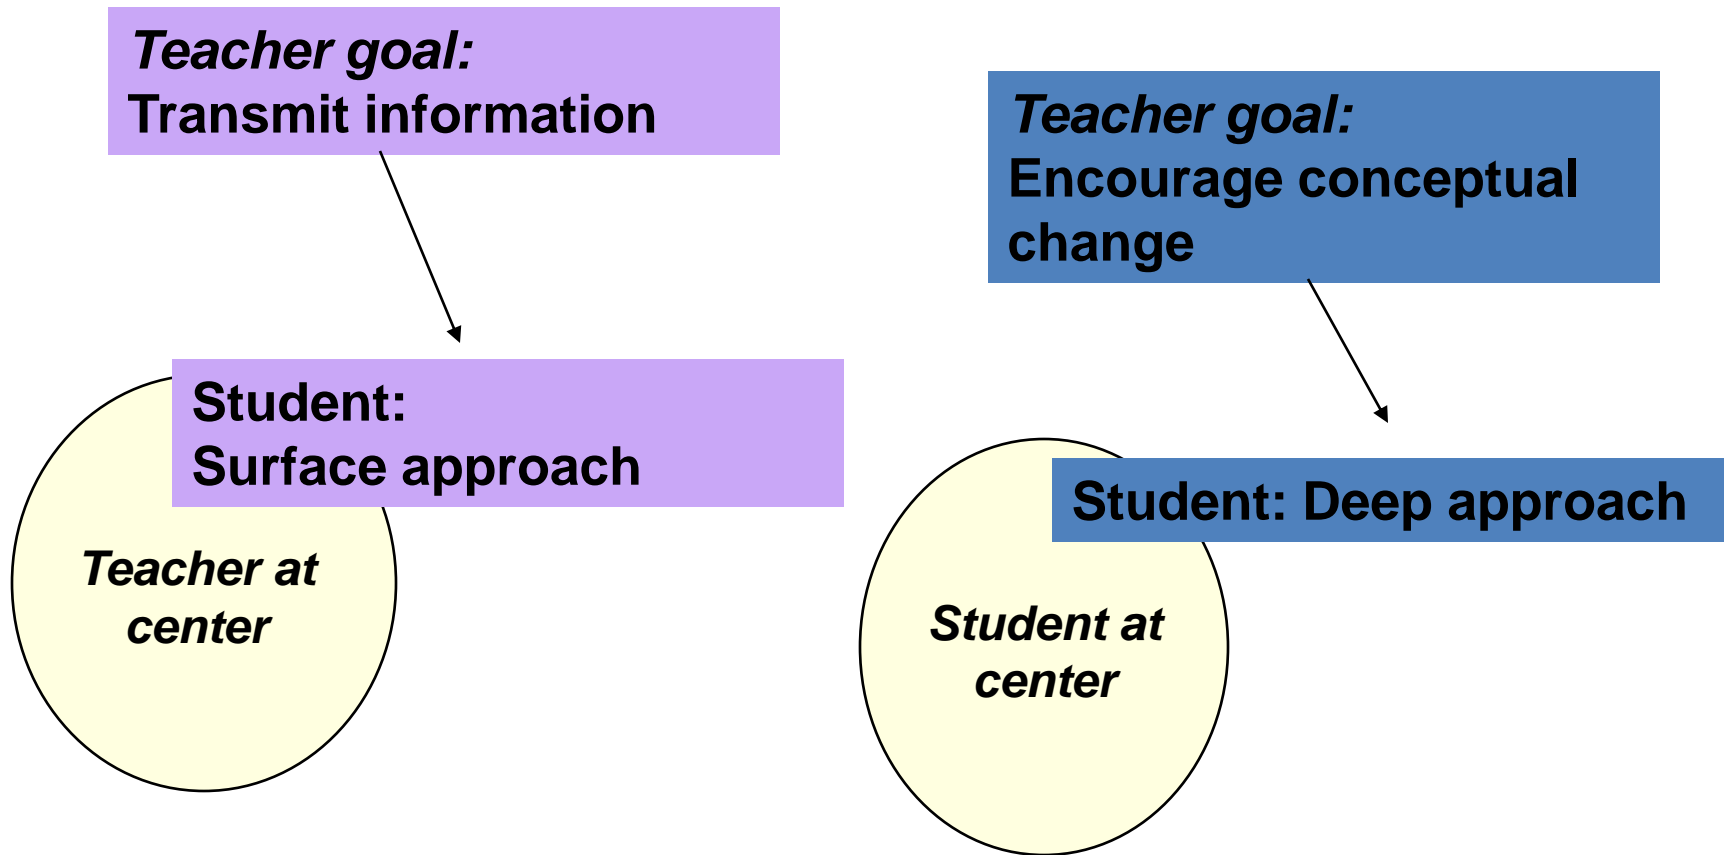 Teacher goal:
Transmit information
Student:
Surface approach
Teacher at
center
Teacher goal:
Encourage conceptual
change
Student: Deep approach
Student at
center